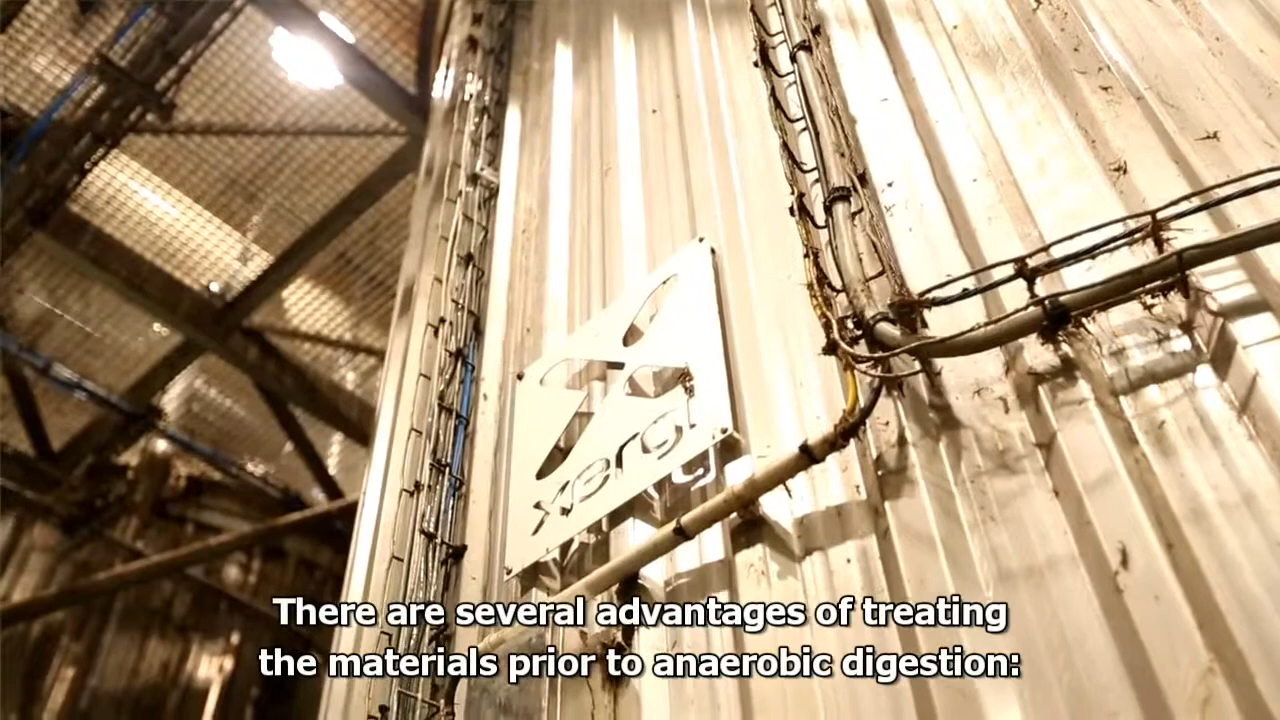 xergi
There are several advantages of treating
the materials prior to anaerobic digestion: